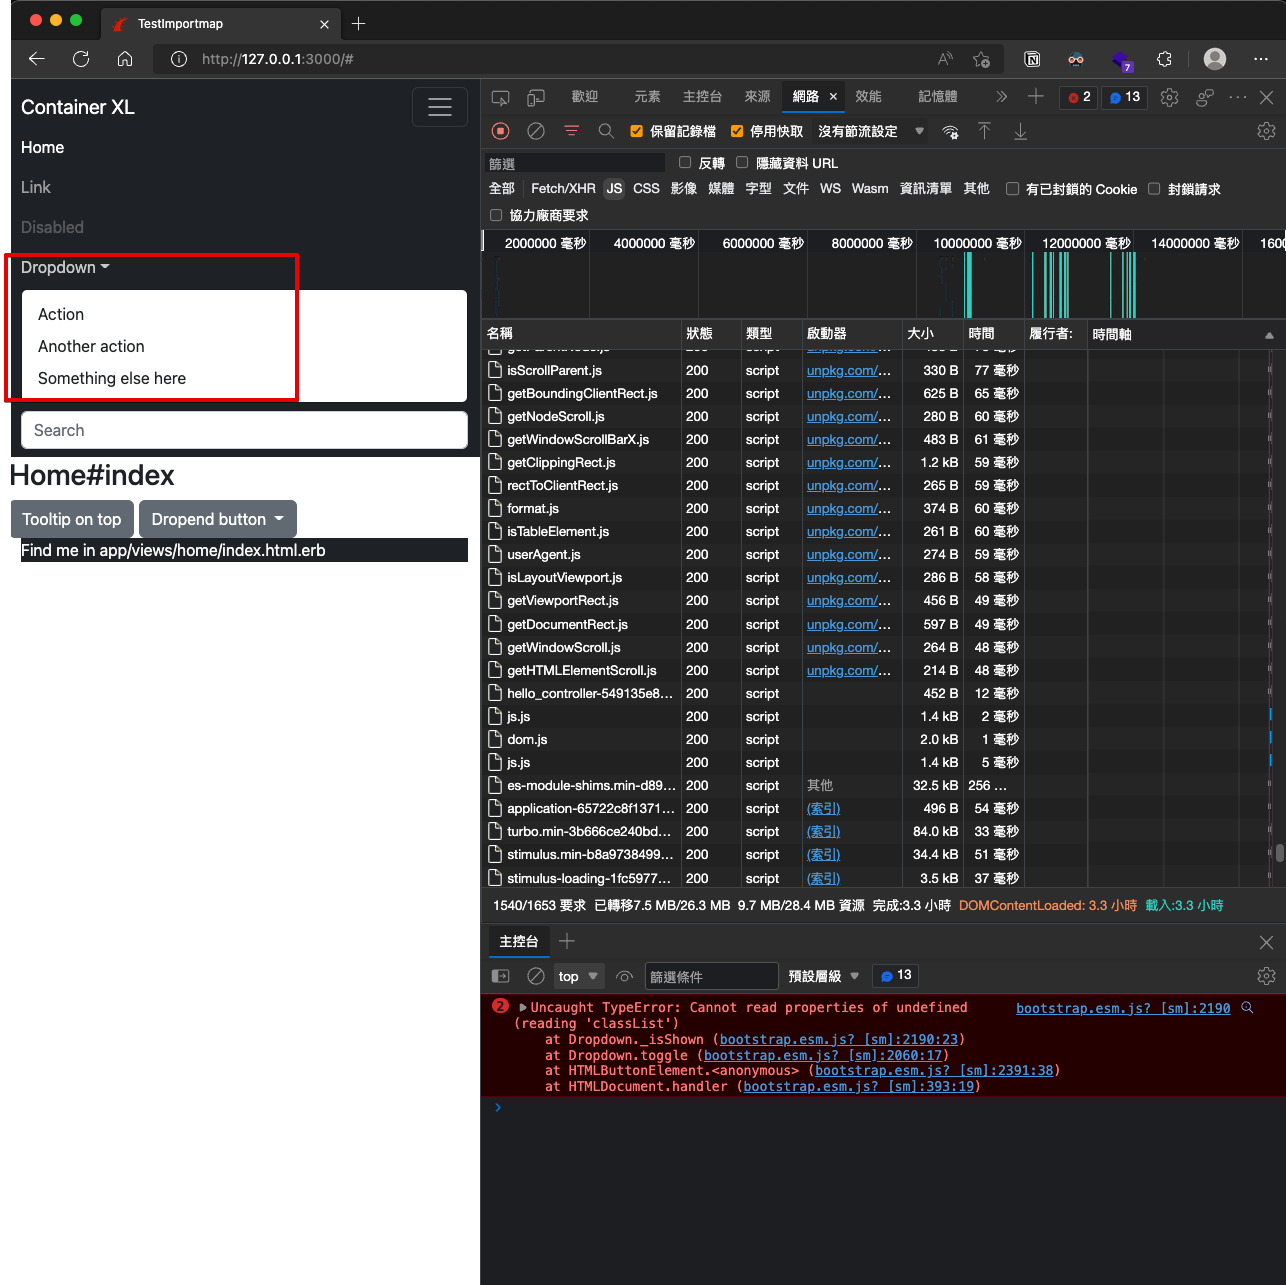 TestImportmap
http://127.0.0.1:3000/#
7
Container XL
Home
Link
Disabled
Dropdown
Action
Another action
Something else here
Search
Home#index
Tooltip on top
Dropend button
Find me in app/views/home/index.html.erb
歡迎 元素 主控台 來源 網路 效能 記憶體 2 13
保留記錄檔 停用快取 沒有節流設定
篩選 反轉 隱藏資料 URL
全部 Fetch/XHR JS CSS 影像 媒體 字型 文件 WS Wasm 資訊清單 其他 有已封鎖的 Cookie 封鎖請求
協力廠商要求
2000000 毫秒 4000000 毫秒 6000000 毫秒 8000000 毫秒 10000000 毫秒 12000000 毫秒 14000000 毫秒 1600
名稱 狀態 類型 啟動器 大小 時間 履行者: 時間軸
isScrollParent.js 200 script unpkg.com/... 330 B 77 毫秒
getBoundingClientRect.js 200 script unpkg.com/... 625 B 65 毫秒
getNodeScroll.js 200 script unpkg.com/... 280 B 60 毫秒
getWindowScrollBarX.js 200 script unpkg.com/... 483 B 61 毫秒
getClippingRect.js 200 script unpkg.com/... 1.2 kB 59 毫秒
rectToClientRect.js 200 script unpkg.com/... 265 B 59 毫秒
format.js 200 script unpkg.com/... 374 B 60 毫秒
isTableElement.js 200 script unpkg.com/... 261 B 60 毫秒
userAgent.js 200 script unpkg.com/... 274 B 59 毫秒
isLayoutViewport.js 200 script unpkg.com/... 286 B 58 毫秒
getViewportRect.js 200 script unpkg.com/... 456 B 49 毫秒
getDocumentRect.js 200 script unpkg.com/... 597 B 49 毫秒
getWindowScroll.js 200 script unpkg.com/... 264 B 48 毫秒
getHTMLElementScroll.js 200 script unpkg.com/... 214 B 48 毫秒
hello_controller-549135e8... 200 script 452 B 12 毫秒
js.js 200 script 1.4 kB 2 毫秒
dom.js 200 script 2.0 kB 1 毫秒
js.js 200 script 1.4 kB 5 毫秒
es-module-shims.min-d89... 200 script 其他 32.5 kB 256 ...
application-65722c8f1371... 200 script (索引) 496 B 54 毫秒
turbo.min-3b666ce240bd... 200 script (索引) 84.0 kB 33 毫秒
stimulus.min-b8a9738499... 200 script (索引) 34.4 kB 51 毫秒
stimulus-loading-1fc5977... 200 script (索引) 3.5 kB 37 毫秒
1540/1653 要求 已轉移7.5 MB/26.3 MB 9.7 MB/28.4 MB 資源 完成:3.3 小時 DOMContentLoaded: 3.3 小時 載入:3.3 小時
主控台
top 篩選條件 預設層級 13
2 Uncaught TypeError: Cannot read properties of undefined bootstrap.esm.js? [sm]:2190
(reading 'classList')
at Dropdown._isShown (bootstrap.esm.js? [sm]:2190:23)
at Dropdown.toggle (bootstrap.esm.js? [sm]:2060:17)
at HTMLButtonElement.<anonymous> (bootstrap.esm.js? [sm]:2391:38)
at HTMLDocument.handler (bootstrap.esm.js? [sm]:393:19)